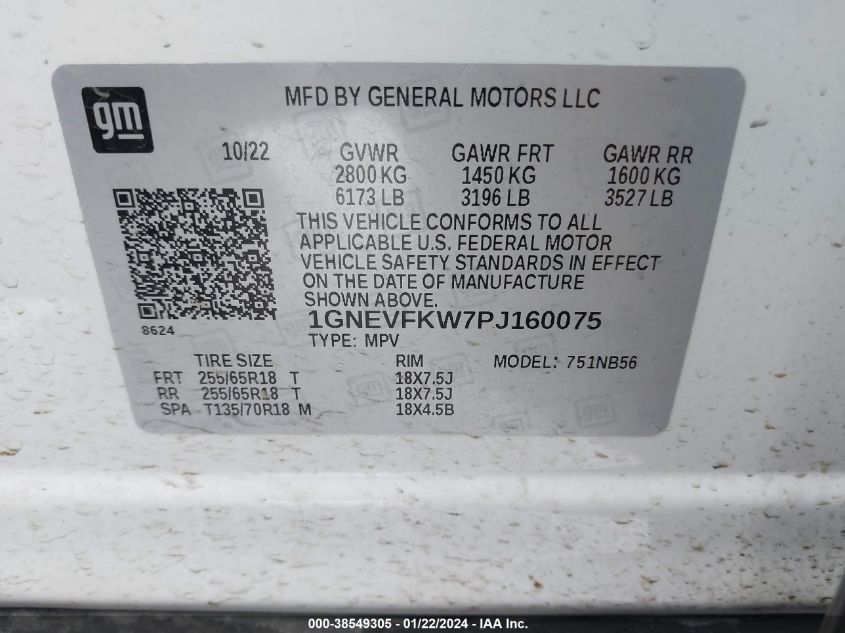 gm
MFD BY GENERAL MOTORS LLC
10/22 GVWR GAWR FRT GAWR RR
2800 KG 1450 KG 1600 KG
6173 LB 3196 LB 3527 LB
THIS VEHICLE CONFORMS TO ALL
APPLICABLE U.S. FEDERAL MOTOR
VEHICLE SAFETY STANDARDS IN EFFECT
ON THE DATE OF MANUFACTURE
SHOWN ABOVE.
8624
1GNEVFKW7PJ160075
TYPE: MPV
TIRE SIZE RIM MODEL: 751NB56
FRT 255/65R18 T 18X7.5J
RR 255/65R18 T 18X7.5J
SPA T135/70R18 M 18X4.5B
000-38549305 - 01/22/2024 - IAA Inc.